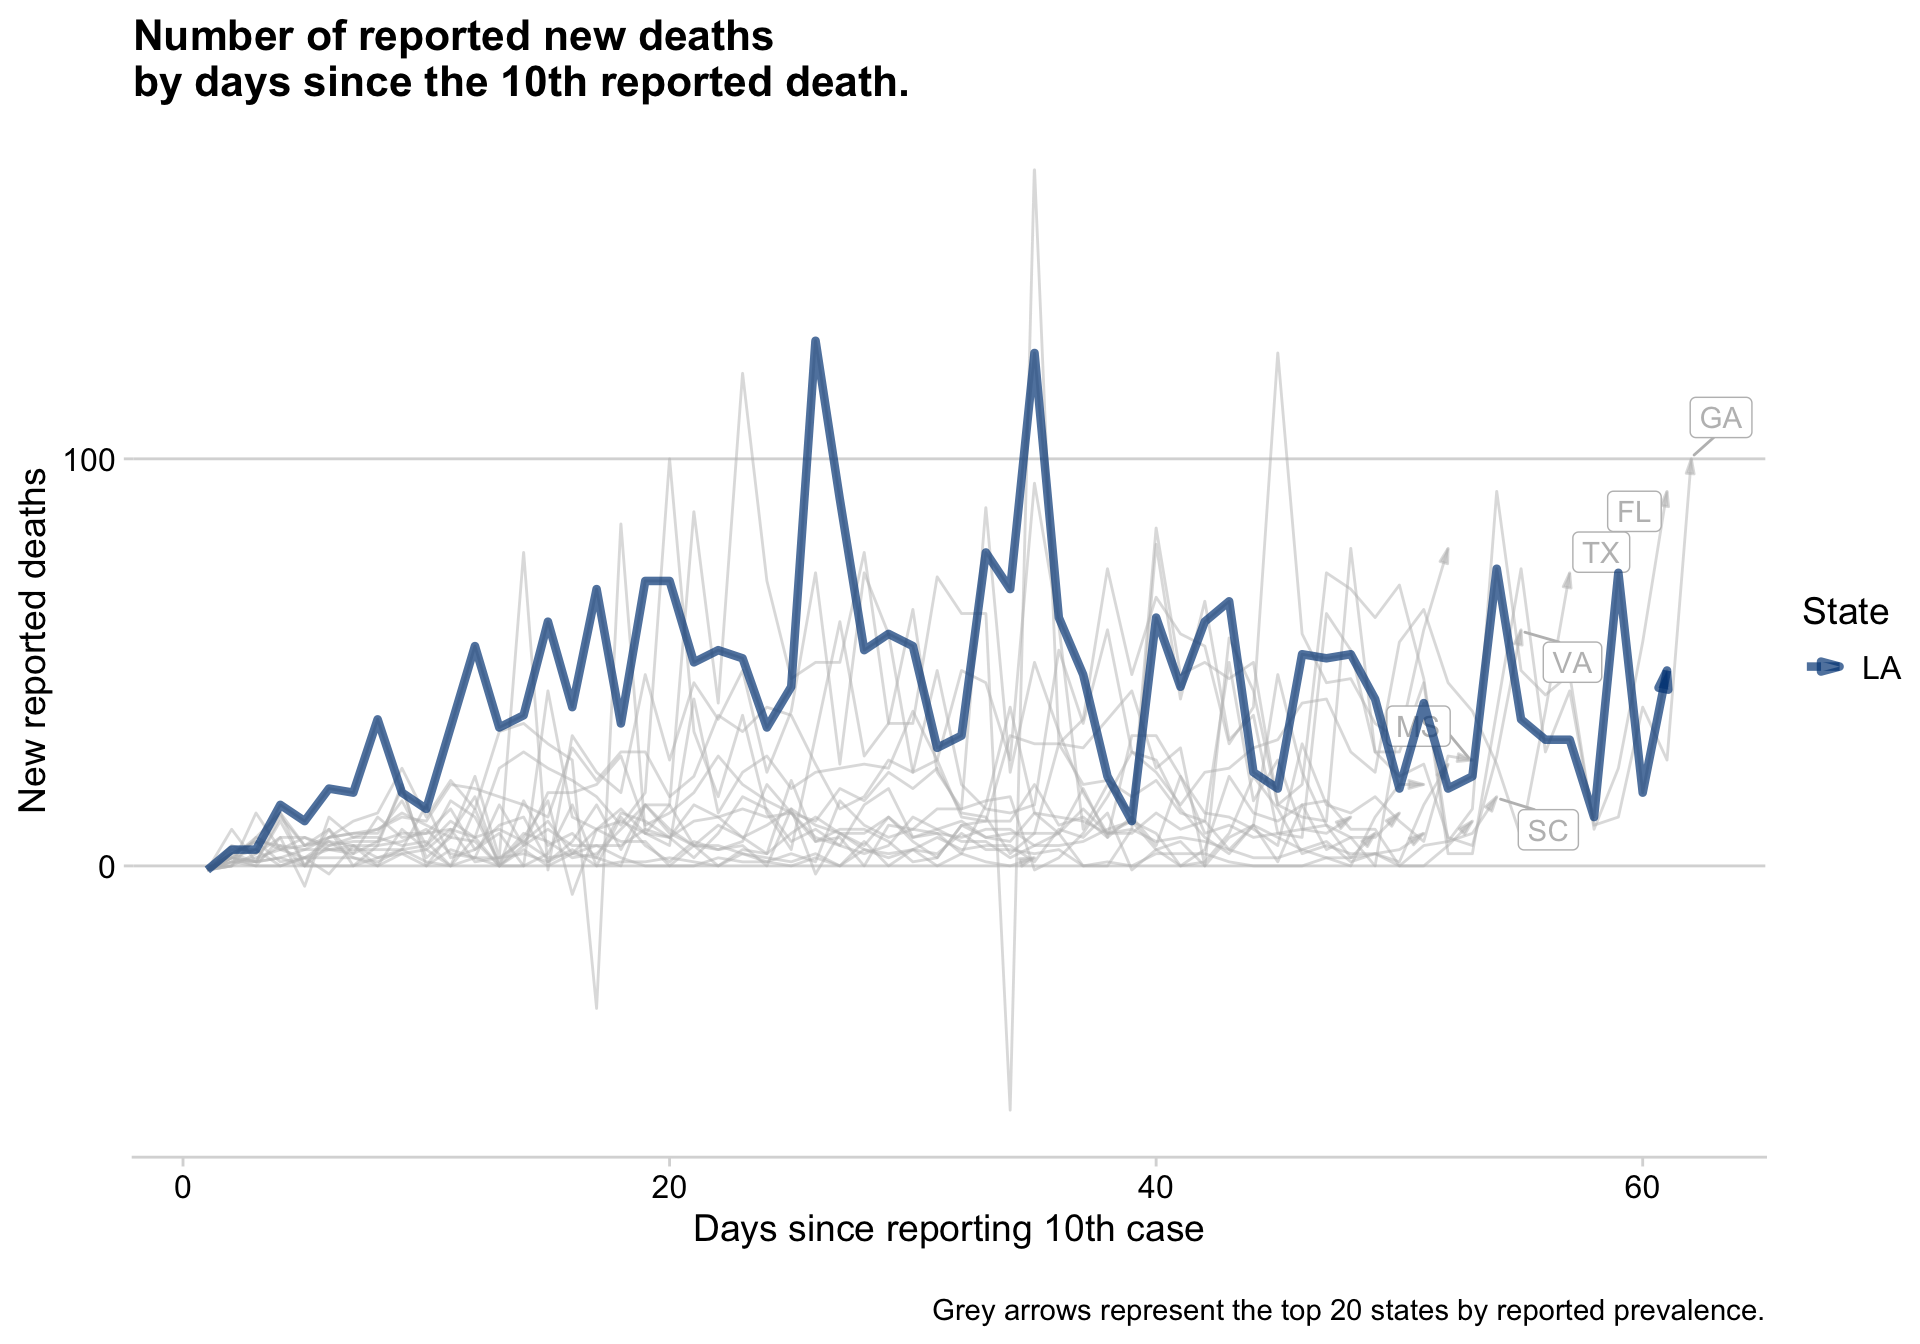 Number of reported new deaths
by days since the 10th reported death.
New reported deaths
100
0
GA
FL
TX
VA
MS
SC
State
LA
0 20 40 60
Days since reporting 10th case
Grey arrows represent the top 20 states by reported prevalence.